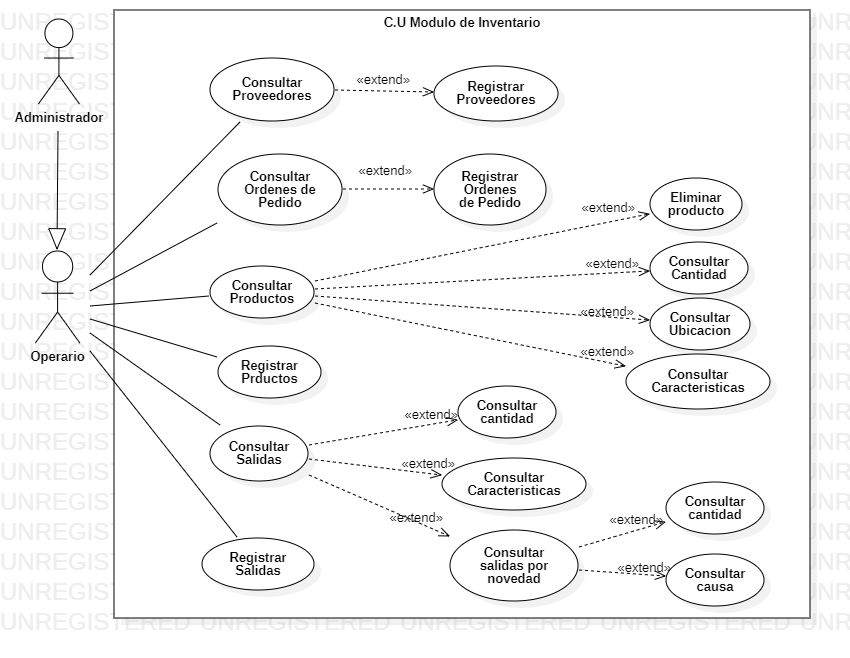 C.U Modulo de Inventario
Administrador
Operario
Consultar
Proveedores
«extend»
Registrar
Proveedores
Consultar
Ordenes de
Pedido
«extend»
Registrar
Ordenes
de Pedido
Consultar
Productos
«extend»
Eliminar
producto
«extend»
Consultar
Cantidad
«extend»
Consultar
Ubicacion
«extend»
Consultar
Caracteristicas
Registrar
Prductos
Consultar
Salidas
«extend»
Consultar
cantidad
«extend»
Consultar
Caracteristicas
«extend»
Consultar
salidas por
novedad
«extend»
Consultar
cantidad
«extend»
Consultar
causa
Registrar
Salidas
UNREGISTERED UNREGISTERED UNREGISTERED UNREGISTERED UNR